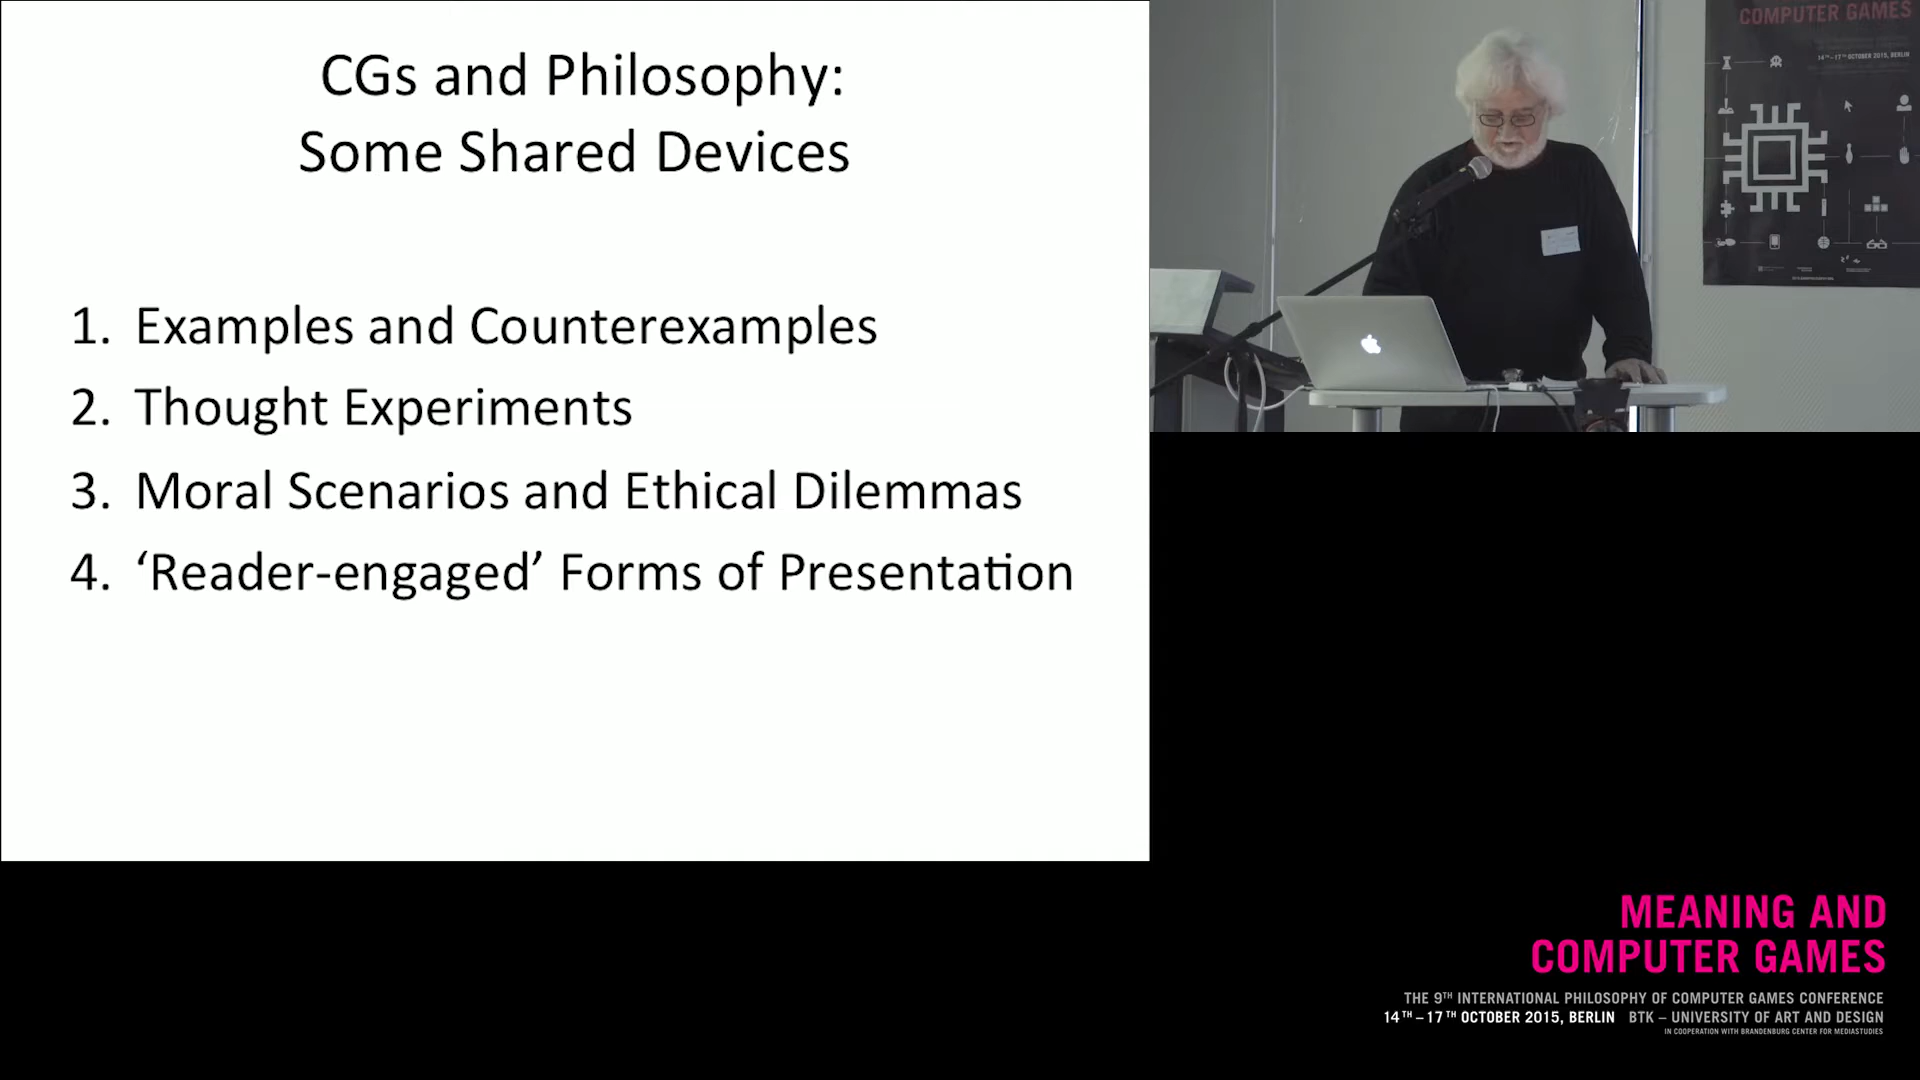 CGs and Philosophy:
Some Shared Devices
1. Examples and Counterexamples
2. Thought Experiments
3. Moral Scenarios and Ethical Dilemmas
4. ‘Reader-engaged’ Forms of Presentation
COMPUTER GAMES
14TH–17TH OCTOBER 2015, BERLIN
MEANING AND
COMPUTER GAMES
THE 9TH INTERNATIONAL PHILOSOPHY OF COMPUTER GAMES CONFERENCE
14TH–17TH OCTOBER 2015, BERLIN BTK – UNIVERSITY OF ART AND DESIGN
IN COOPERATION WITH BRANDENBURG CENTER FOR MEDIASTUDIES